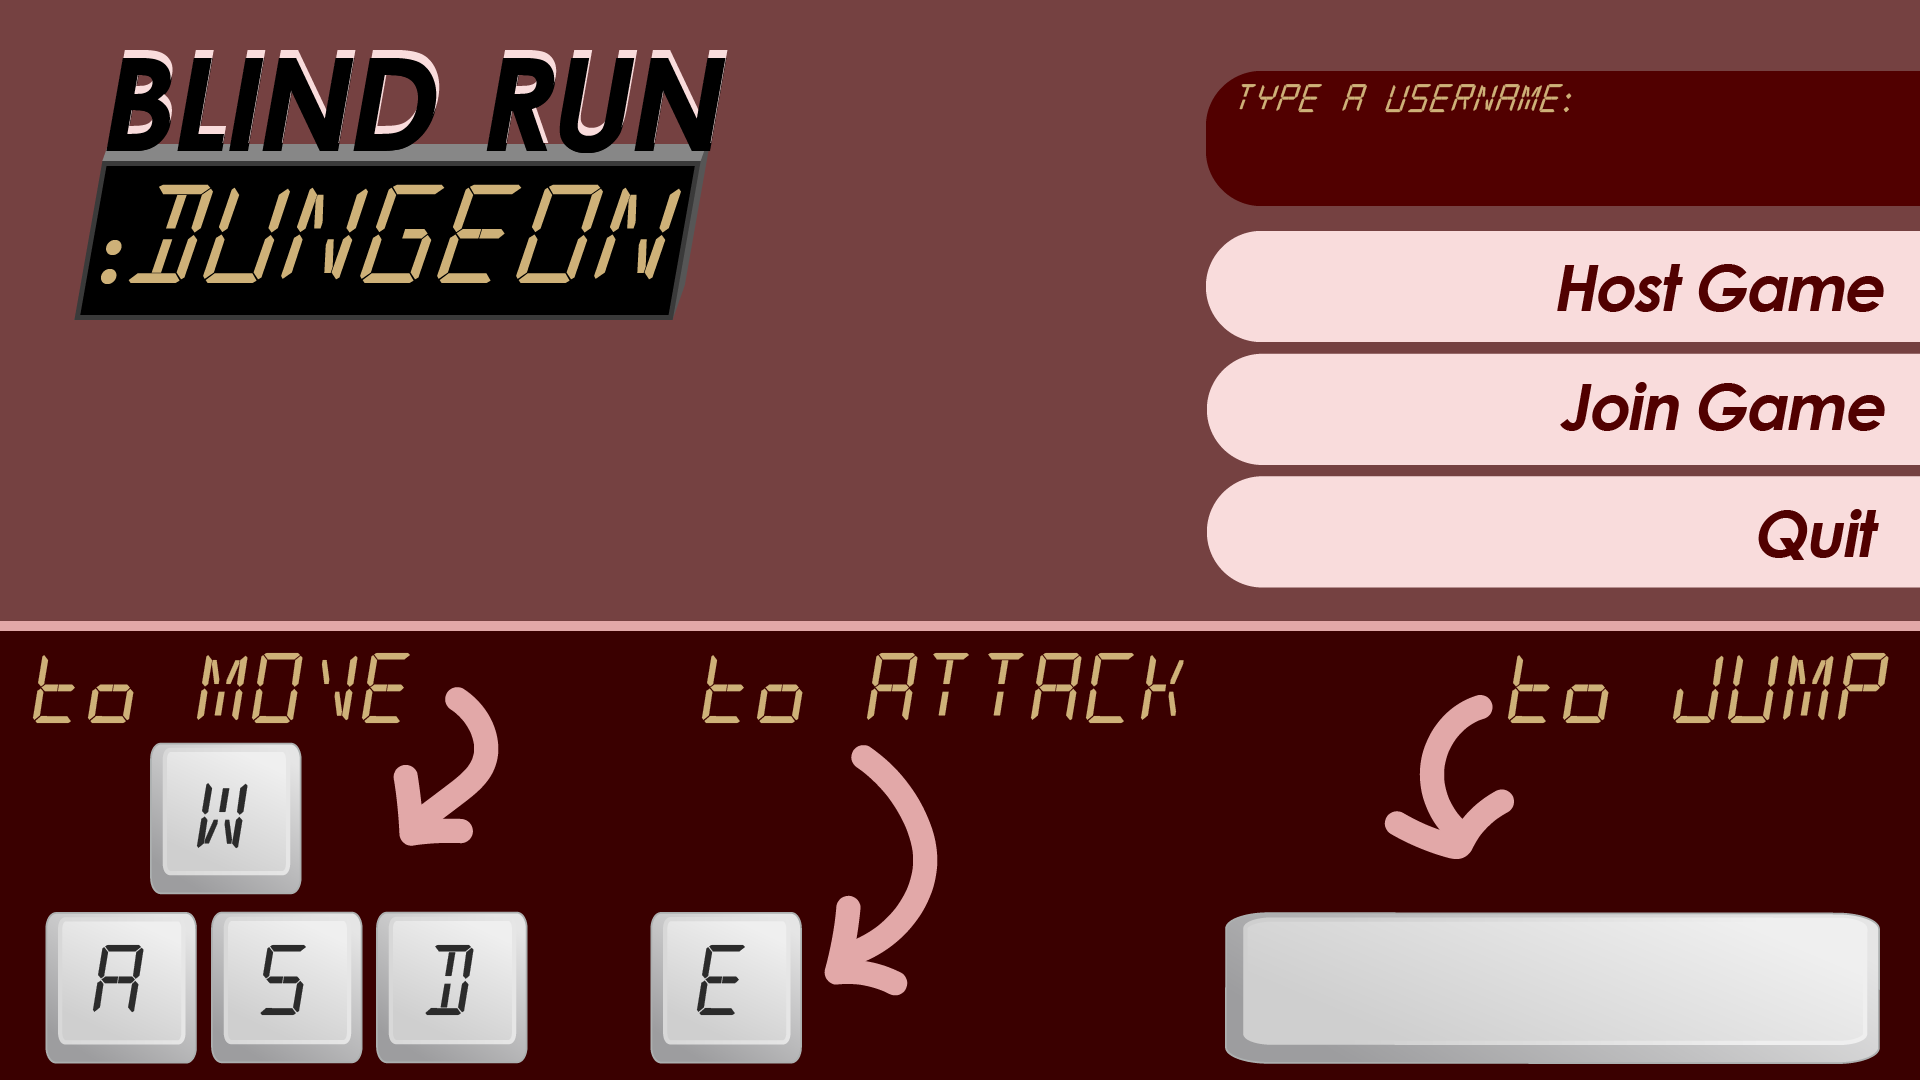 BLIND RUN
:DUNGEON
TYPE A USERNAME:
Host Game
Join Game
Quit
to MOVE
to ATTACK
to JUMP
W
A S D
E